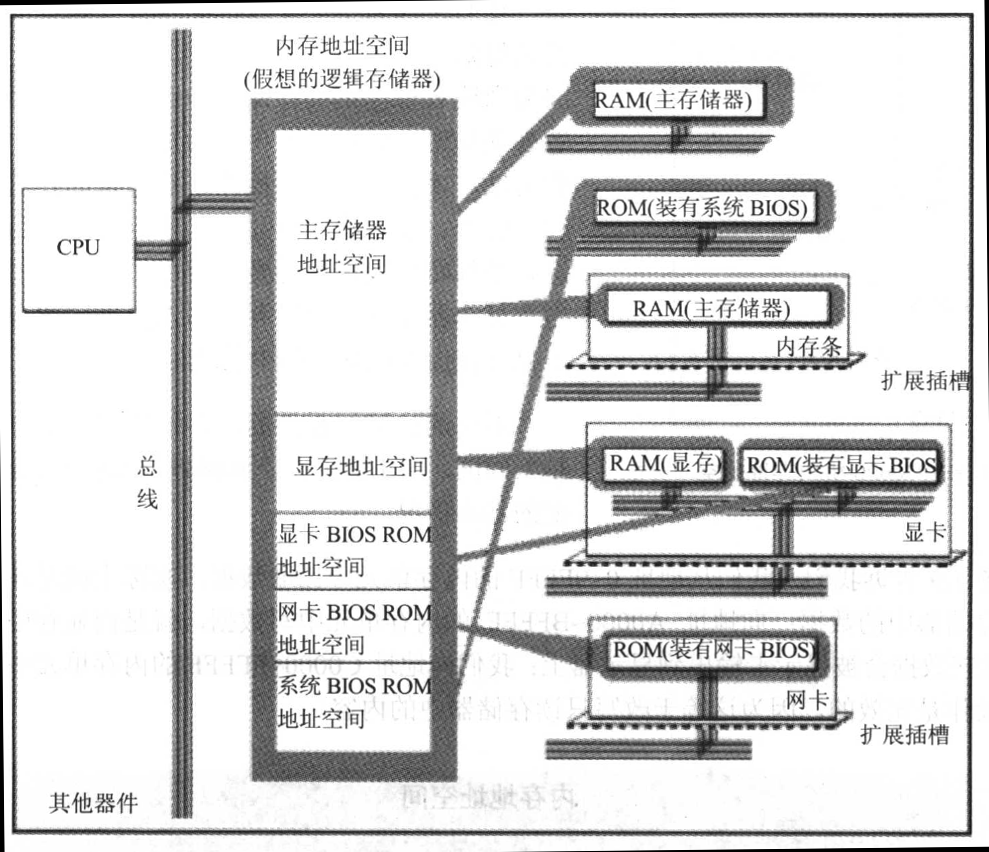 内存地址空间
(假想的逻辑存储器)
CPU
总
线
其他器件
主存储器
地址空间
显存地址空间
显卡 BIOS ROM
地址空间
网卡 BIOS ROM
地址空间
系统 BIOS ROM
地址空间
RAM(主存储器)
ROM(装有系统 BIOS)
RAM(主存储器)
内存条
扩展插槽
RAM(显存)
ROM(装有显卡 BIOS)
显卡
ROM(装有网卡 BIOS)
网卡
扩展插槽